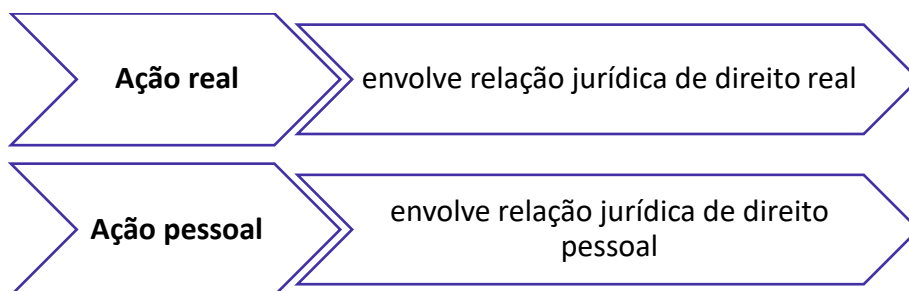 Ação real
envolve relação jurídica de direito real
Ação pessoal
envolve relação jurídica de direito
pessoal